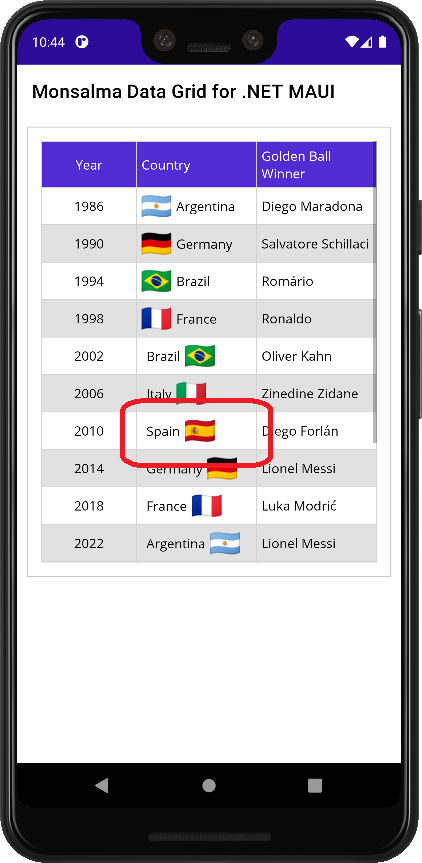 10:44
Monsalma Data Grid for .NET MAUI
Year Country Golden Ball
Winner
1986 Argentina Diego Maradona
1990 Germany Salvatore Schillaci
1994 Brazil Romário
1998 France Ronaldo
2002 Brazil Oliver Kahn
2006 Italy Zinedine Zidane
2010 Spain Diego Forlán
2014 Germany Lionel Messi
2018 France Luka Modrić
2022 Argentina Lionel Messi